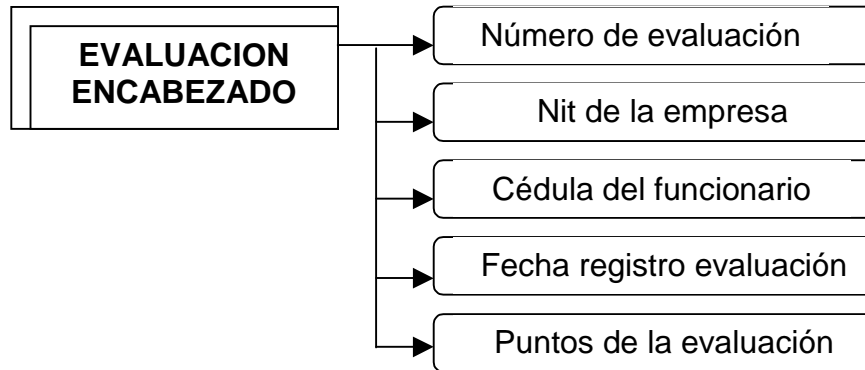 EVALUACION
ENCABEZADO
Número de evaluación
Nit de la empresa
Cédula del funcionario
Fecha registro evaluación
Puntos de la evaluación